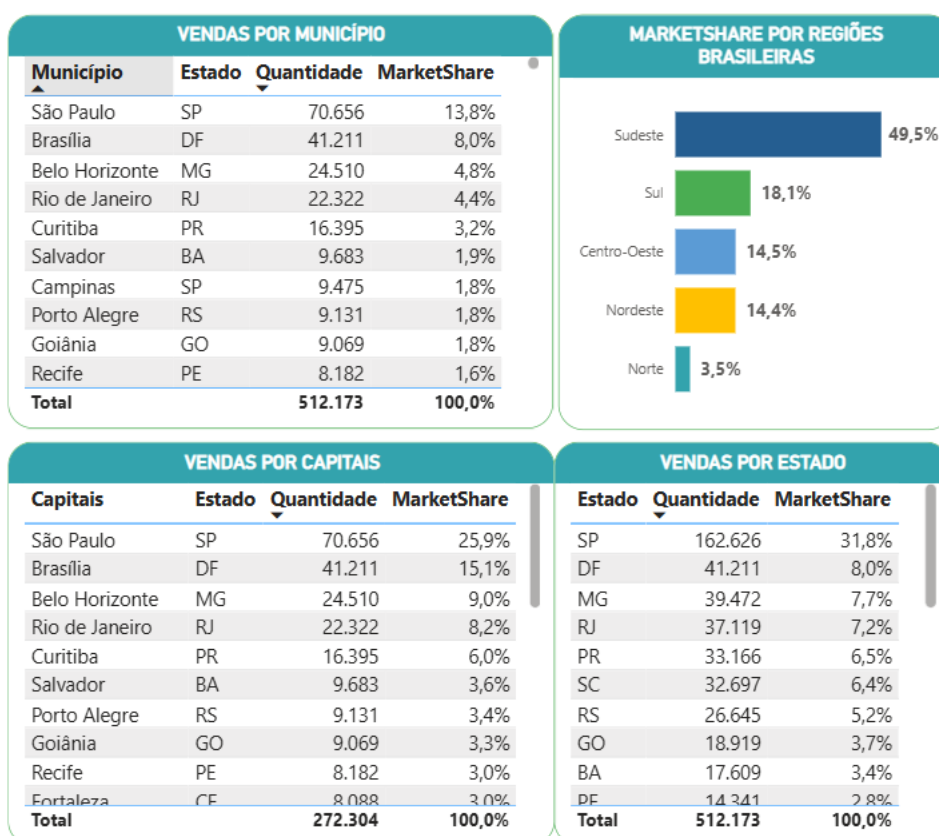 VENDAS POR MUNICÍPIO
Município Estado Quantidade MarketShare
São Paulo SP 70.656 13,8%
Brasília DF 41.211 8,0%
Belo Horizonte MG 24.510 4,8%
Rio de Janeiro RJ 22.322 4,4%
Curitiba PR 16.395 3,2%
Salvador BA 9.683 1,9%
Campinas SP 9.475 1,8%
Porto Alegre RS 9.131 1,8%
Goiânia GO 9.069 1,8%
Recife PE 8.182 1,6%
Total 512.173 100,0%
MARKETSHARE POR REGIÕES
BRASILEIRAS
Sudeste 49,5%
Sul 18,1%
Centro-Oeste 14,5%
Nordeste 14,4%
Norte 3,5%
VENDAS POR CAPITAIS
Capitais Estado Quantidade MarketShare
São Paulo SP 70.656 25,9%
Brasília DF 41.211 15,1%
Belo Horizonte MG 24.510 9,0%
Rio de Janeiro RJ 22.322 8,2%
Curitiba PR 16.395 6,0%
Salvador BA 9.683 3,6%
Porto Alegre RS 9.131 3,4%
Goiânia GO 9.069 3,3%
Recife PE 8.182 3,0%
Fortaleza CE 8.088 3,0%
Total 272.304 100,0%
VENDAS POR ESTADO
Estado Quantidade MarketShare
SP 162.626 31,8%
DF 41.211 8,0%
MG 39.472 7,7%
RJ 37.119 7,2%
PR 33.166 6,5%
SC 32.697 6,4%
RS 26.645 5,2%
GO 18.919 3,7%
BA 17.609 3,4%
PE 14.341 2,8%
Total 512.173 100,0%